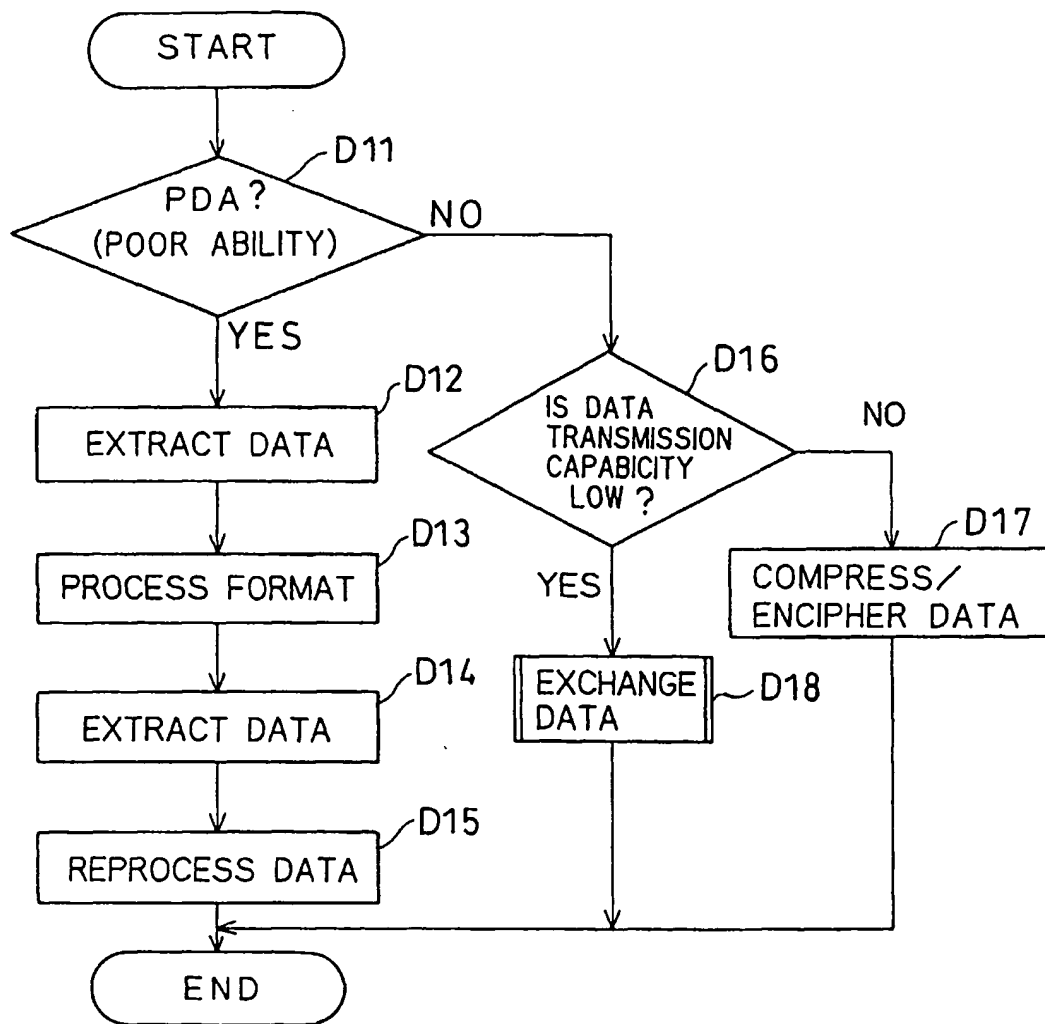 START
D11
PDA?
(POOR ABILITY)
NO
YES
D12
EXTRACT DATA
D13
PROCESS FORMAT
D14
EXTRACT DATA
D15
REPROCESS DATA
D16
IS DATA
TRANSMISSION
CAPABICITY
LOW?
NO
YES
D17
COMPRESS/
ENCIPHER DATA
EXCHANGE
DATA
D18
END